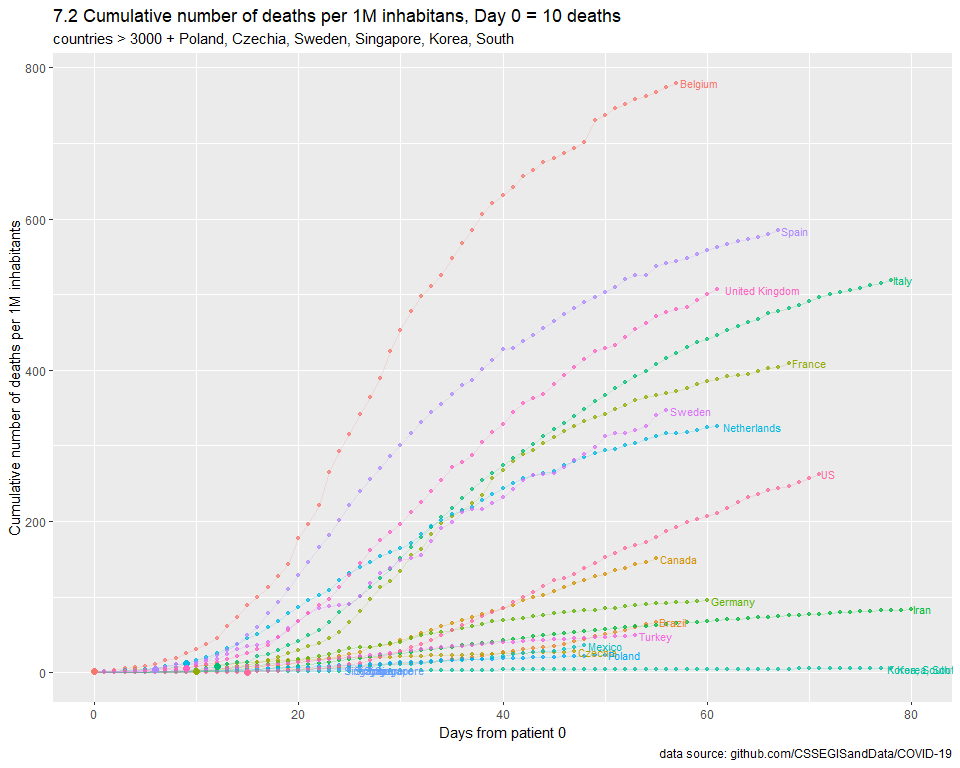 7.2 Cumulative number of deaths per 1M inhabitans, Day 0 = 10 deaths
countries > 3000 + Poland, Czechia, Sweden, Singapore, Korea, South
Cumulative number of deaths per 1M inhabitants
800
600
400
200
0
Belgium
Spain
United Kingdom
Italy
France
Sweden
Netherlands
US
Canada
Germany
Iran
Brazil
Turkey
Mexico
Czechia
Poland
Korea, South
0 20 40 60 80
Days from patient 0
data source: github.com/CSSEGISandData/COVID-19